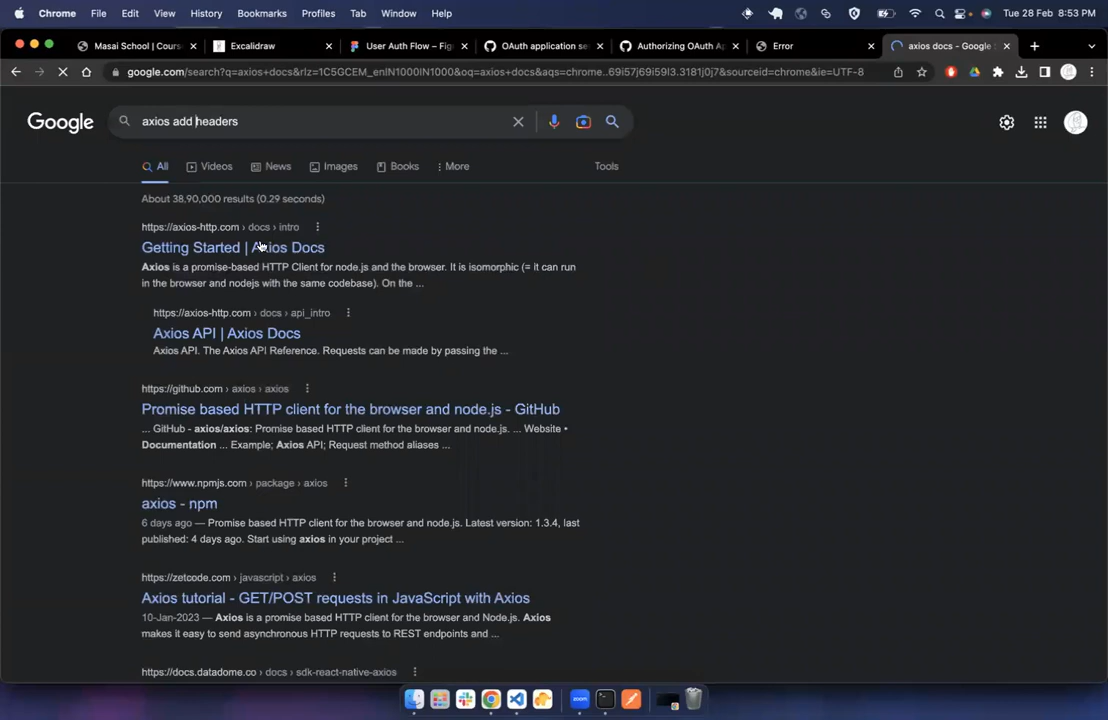 Chrome File Edit View History Bookmarks Profiles Tab Window Help Tue 28 Feb 8:53 PM
Masai School | Cours Excalidraw User Auth Flow – Fig OAuth application se Authorizing OAuth Ap Error axios docs - Google S
google.com/search?q=axios+docs&rlz=1C5GCEM_enIN1000IN1000&oq=axios+docs&aqs=chrome..69i57j69i59l3.3181j0j7&sourceid=chrome&ie=UTF-8
Google axios add headers
All Videos News Images Books More Tools
About 38,90,000 results (0.29 seconds)
https://axios-http.com › docs › intro
Getting Started | Axios Docs
Axios is a promise-based HTTP Client for node.js and the browser. It is isomorphic (= it can run
in the browser and nodejs with the same codebase). On the ...
https://axios-http.com › docs › api_intro
Axios API | Axios Docs
Axios API. The Axios API Reference. Requests can be made by passing the ...
https://github.com › axios › axios
Promise based HTTP client for the browser and node.js - GitHub
... GitHub - axios/axios: Promise based HTTP client for the browser and node.js. ... Website •
Documentation ... Example; Axios API; Request method aliases ...
https://www.npmjs.com › package › axios
axios - npm
6 days ago — Promise based HTTP client for the browser and node.js. Latest version: 1.3.4, last
published: 4 days ago. Start using axios in your project ...
https://zetcode.com › javascript › axios
Axios tutorial - GET/POST requests in JavaScript with Axios
10-Jan-2023 — Axios is a promise based HTTP client for the browser and Node.js. Axios
makes it easy to send asynchronous HTTP requests to REST endpoints and ...
https://docs.datadome.co › docs › sdk-react-native-axios
zoom